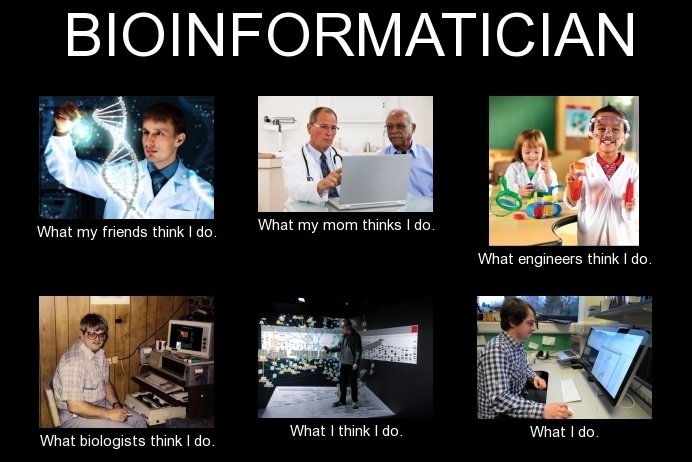 BIOINFORMATICIAN
What my friends think I do.
What my mom thinks I do.
What engineers think I do.
What biologists think I do.
What I think I do.
What I do.